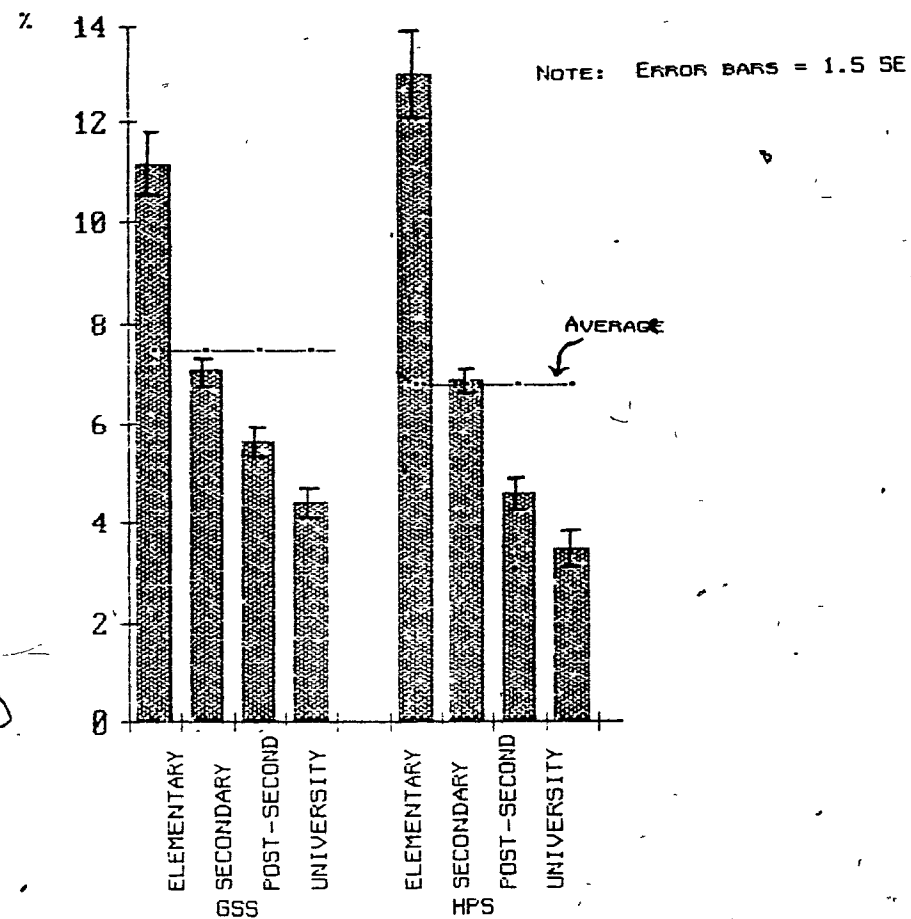 %
14
NOTE: ERROR BARS = 1.5 SE
12
10
8
AVERAGE
6
4
2
0
ELEMENTARY
SECONDARY
POST-SECOND
UNIVERSITY
ELEMENTARY
SECONDARY
POST-SECOND
UNIVERSITY
GSS
HPS